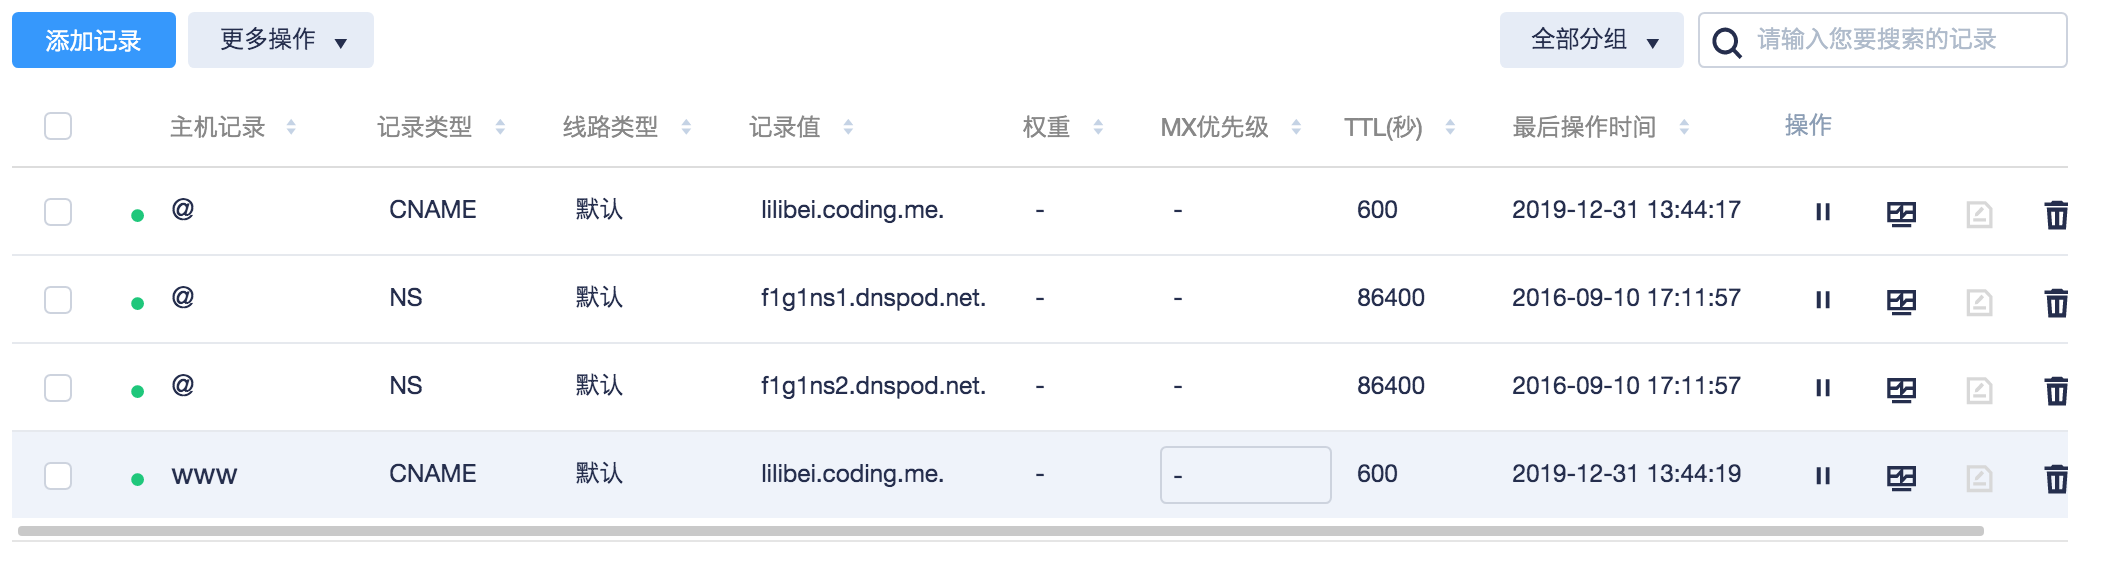 添加记录 更多操作 全部分组 请输入您要搜索的记录
主机记录 记录类型 线路类型 记录值 权重 MX优先级 TTL(秒) 最后操作时间 操作
@ CNAME 默认 lilibei.coding.me. - - 600 2019-12-31 13:44:17
@ NS 默认 f1g1ns1.dnspod.net. - - 86400 2016-09-10 17:11:57
@ NS 默认 f1g1ns2.dnspod.net. - - 86400 2016-09-10 17:11:57
www CNAME 默认 lilibei.coding.me. - - 600 2019-12-31 13:44:19